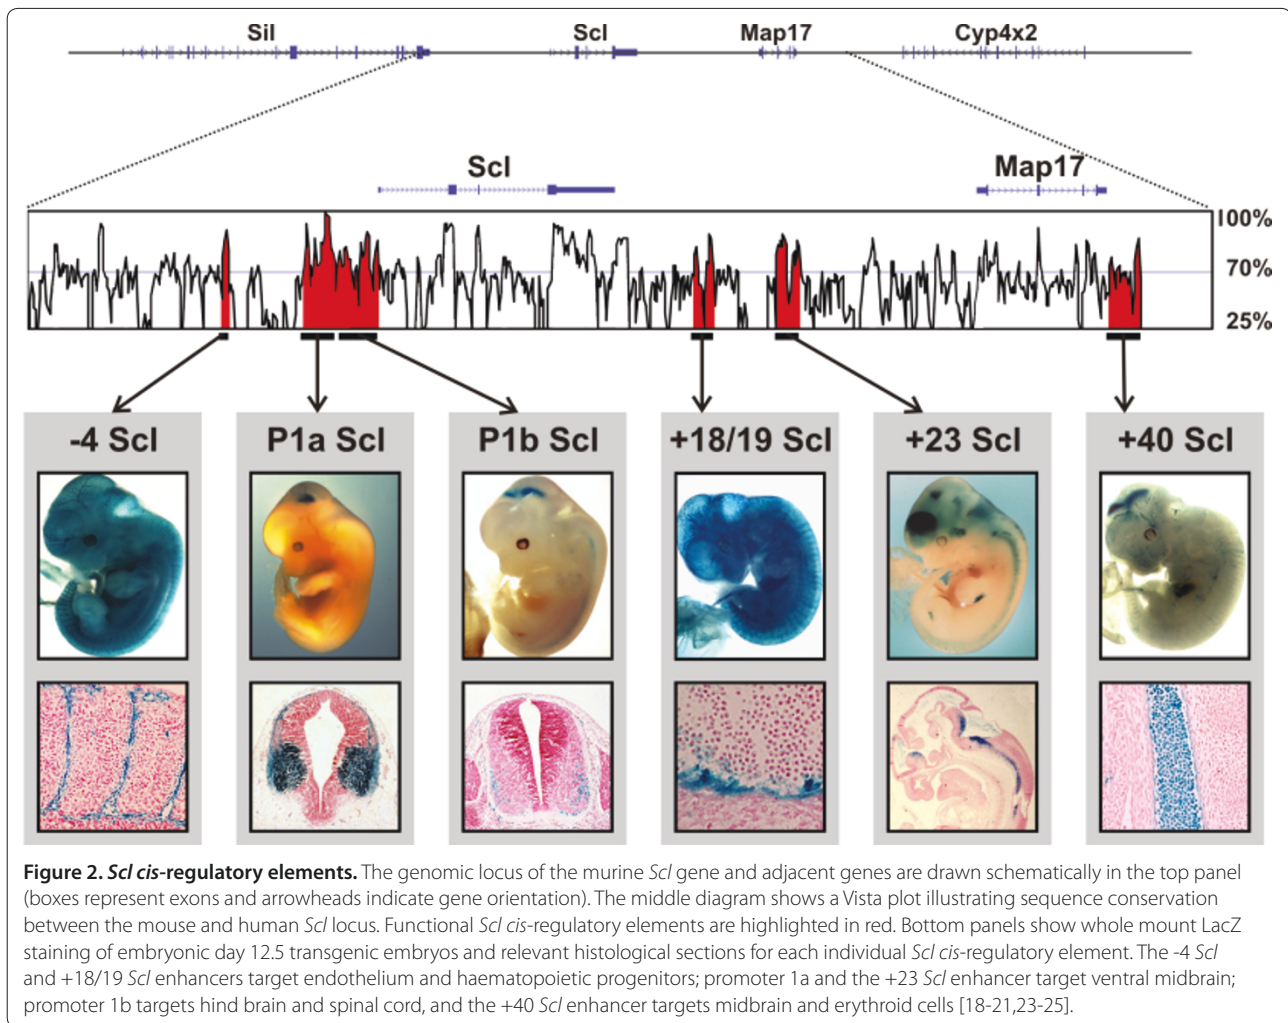 Sil Scl Map17 Cyp4x2
Scl Map17
100%
70%
25%
-4 Scl P1a Scl P1b Scl +18/19 Scl +23 Scl +40 Scl
Figure 2. Scl cis-regulatory elements. The genomic locus of the murine Scl gene and adjacent genes are drawn schematically in the top panel
(boxes represent exons and arrowheads indicate gene orientation). The middle diagram shows a Vista plot illustrating sequence conservation
between the mouse and human Scl locus. Functional Scl cis-regulatory elements are highlighted in red. Bottom panels show whole mount LacZ
staining of embryonic day 12.5 transgenic embryos and relevant histological sections for each individual Scl cis-regulatory element. The -4 Scl
and +18/19 Scl enhancers target endothelium and haematopoietic progenitors; promoter 1a and the +23 Scl enhancer target ventral midbrain;
promoter 1b targets hind brain and spinal cord, and the +40 Scl enhancer targets midbrain and erythroid cells [18-21,23-25].